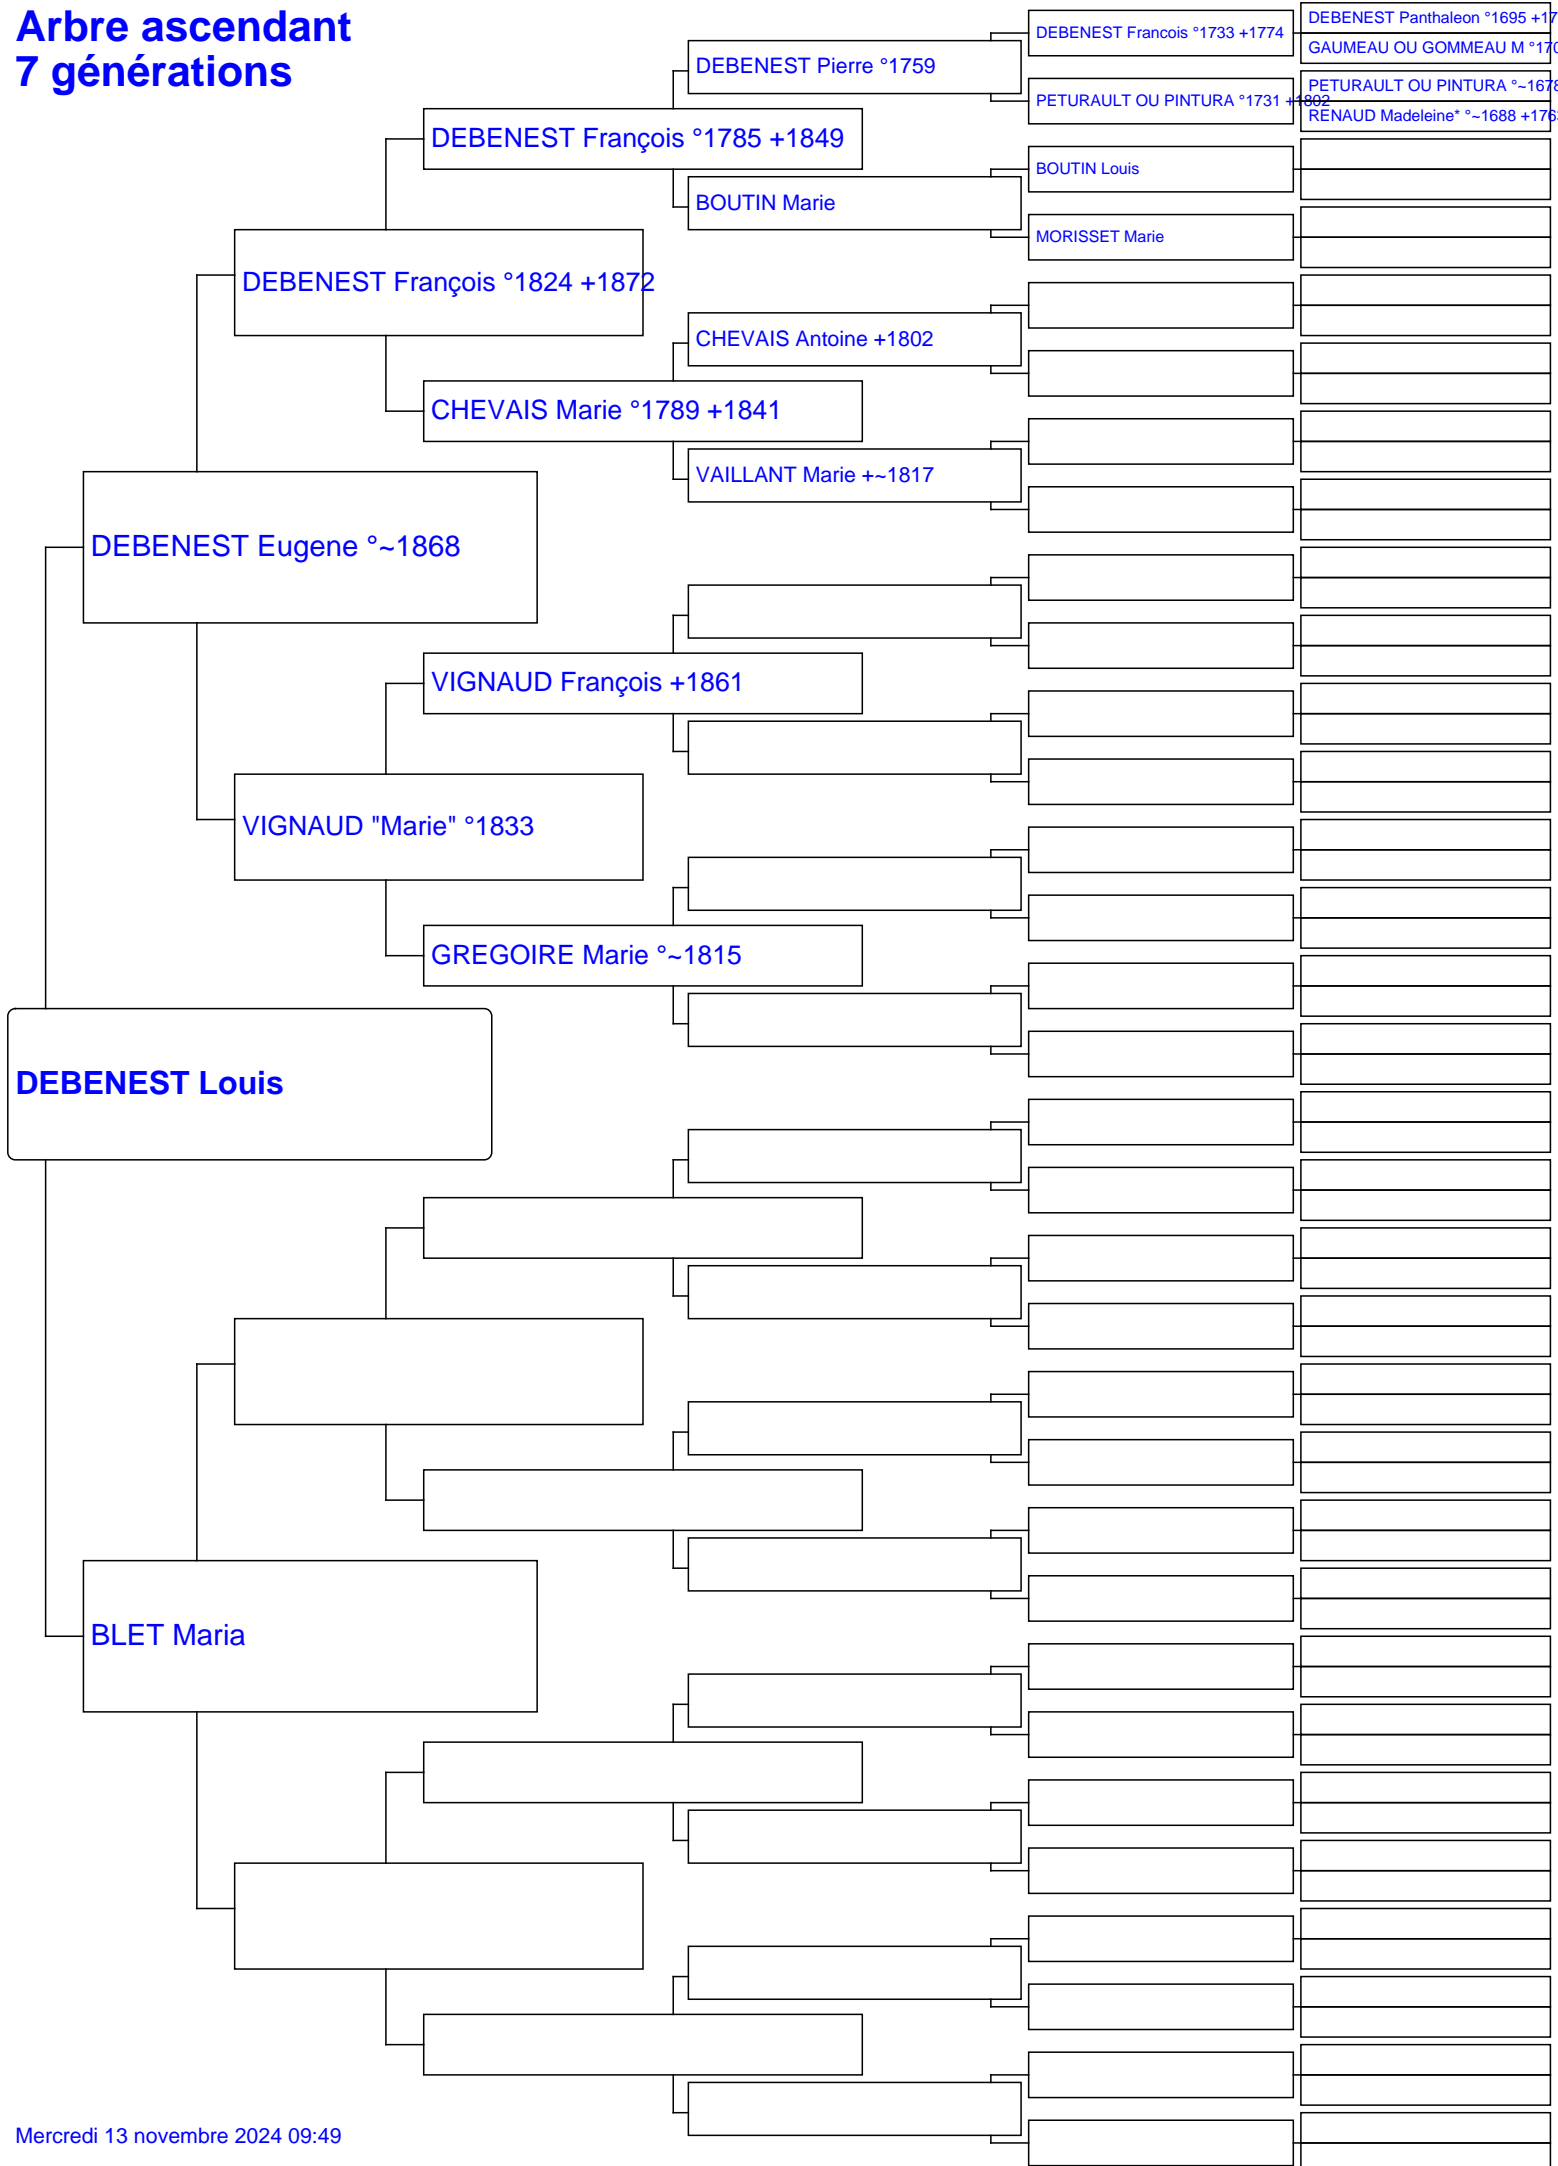 Arbre ascendant
7 générations
DEBENEST Panthaleon °1695 +17
DEBENEST Francois °1733 +1774
GAUMEAU OU GOMMEAU M °170
DEBENEST Pierre °1759
PETURAULT OU PINTURA °~1678
PETURAULT OU PINTURA °1731 +1802
RENAUD Madeleine* °~1688 +176
DEBENEST François °1785 +1849
BOUTIN Louis
BOUTIN Marie
MORISSET Marie
DEBENEST François °1824 +1872
CHEVAIS Antoine +1802
CHEVAIS Marie °1789 +1841
VAILLANT Marie +~1817
DEBENEST Eugene °~1868
VIGNAUD François +1861
VIGNAUD "Marie" °1833
GREGOIRE Marie °~1815
DEBENEST Louis
BLET Maria
Mercredi 13 novembre 2024 09:49